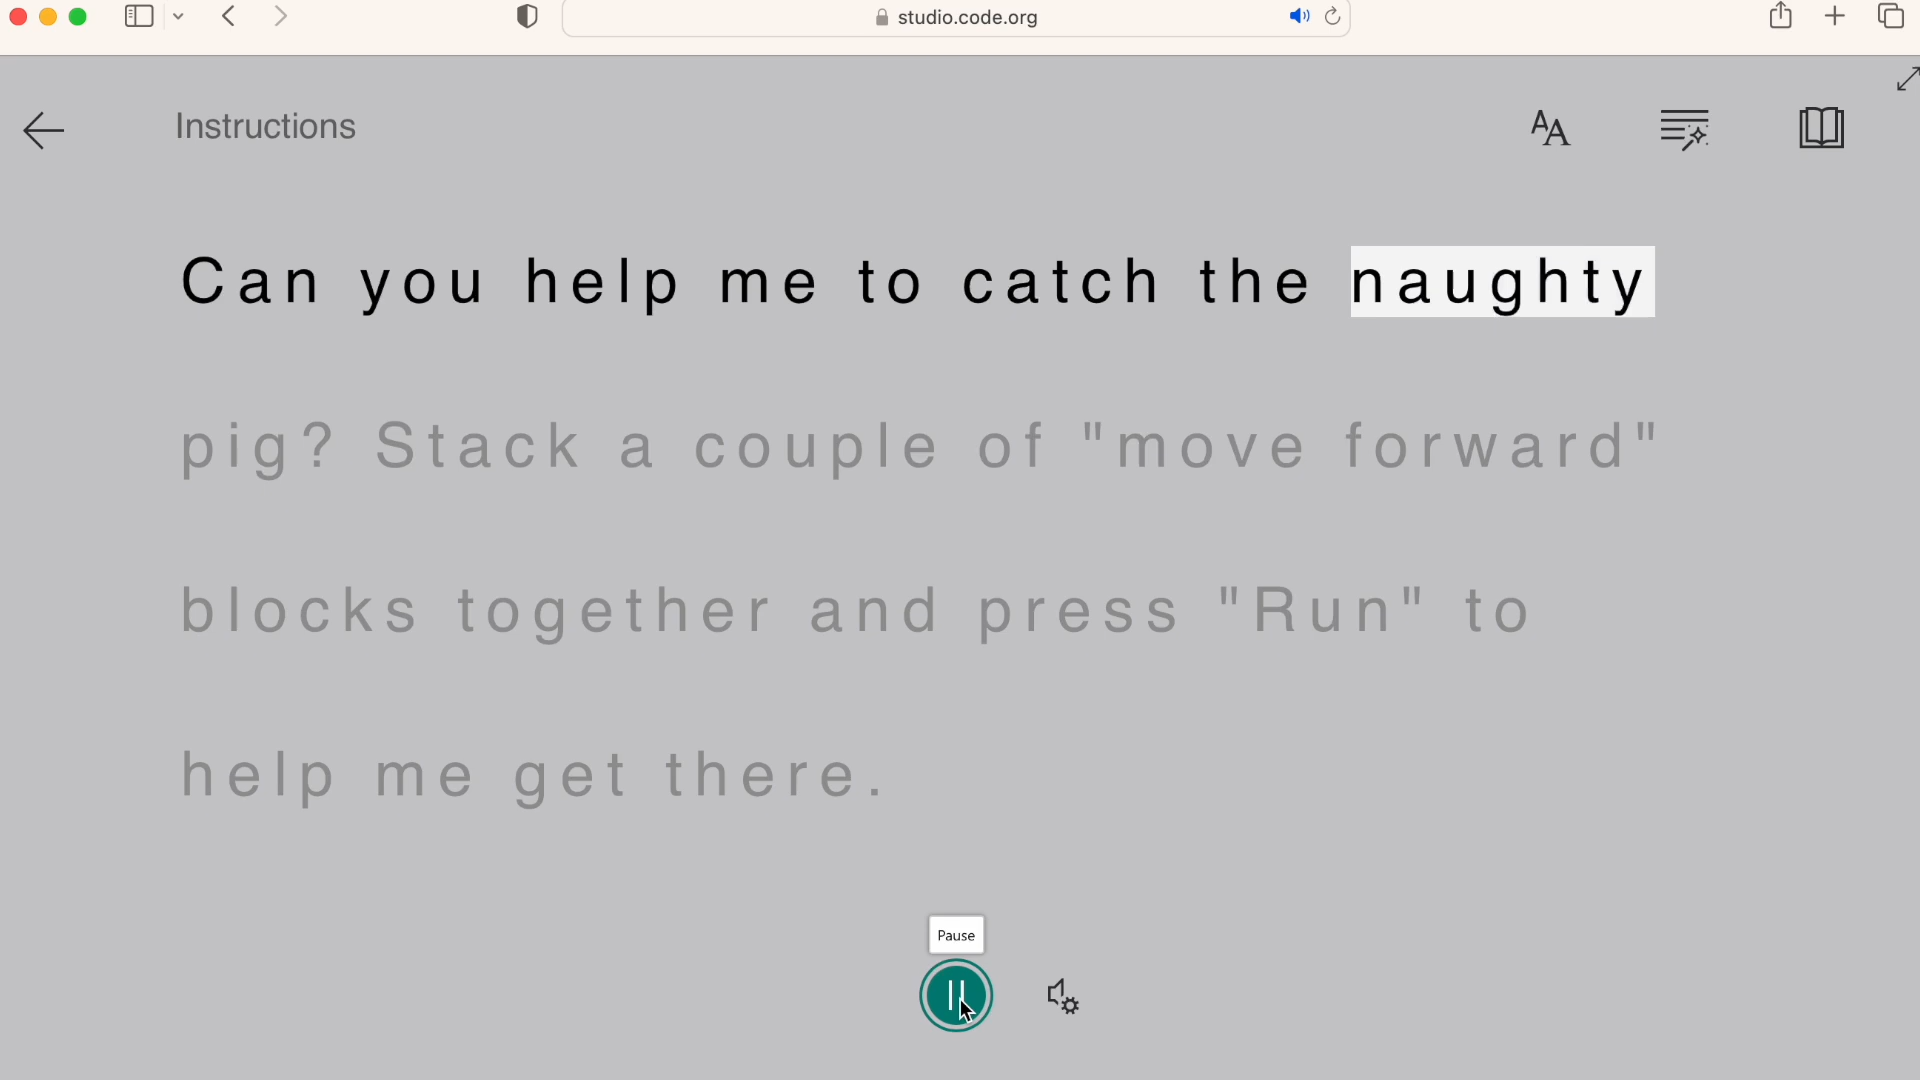 studio.code.org
Instructions
AA
Can you help me to catch the naughty
pig? Stack a couple of "move forward"
blocks together and press "Run" to
help me get there.
Pause